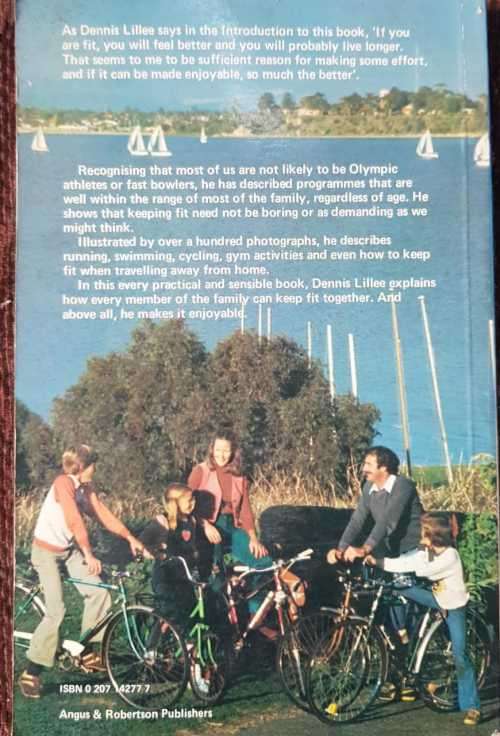 As Dennis Lillee says in the Introduction to this book, 'If you
are fit, you will feel better and you will probably live longer.
That seems to me to be sufficient reason for making some effort,
and if it can be made enjoyable, so much the better'.
Recognising that most of us are not likely to be Olympic
athletes or fast bowlers, he has described programmes that are
well within the range of most of the family, regardless of age. He
shows that keeping fit need not be boring or as demanding as we
might think.
Illustrated by over a hundred photographs, he describes
running, swimming, cycling, gym activities and even how to keep
fit when travelling away from home.
In this every practical and sensible book, Dennis Lillee explains
how every member of the family can keep fit together. And
above all, he makes it enjoyable.
ISBN 0 207 14277 7
Angus & Robertson Publishers